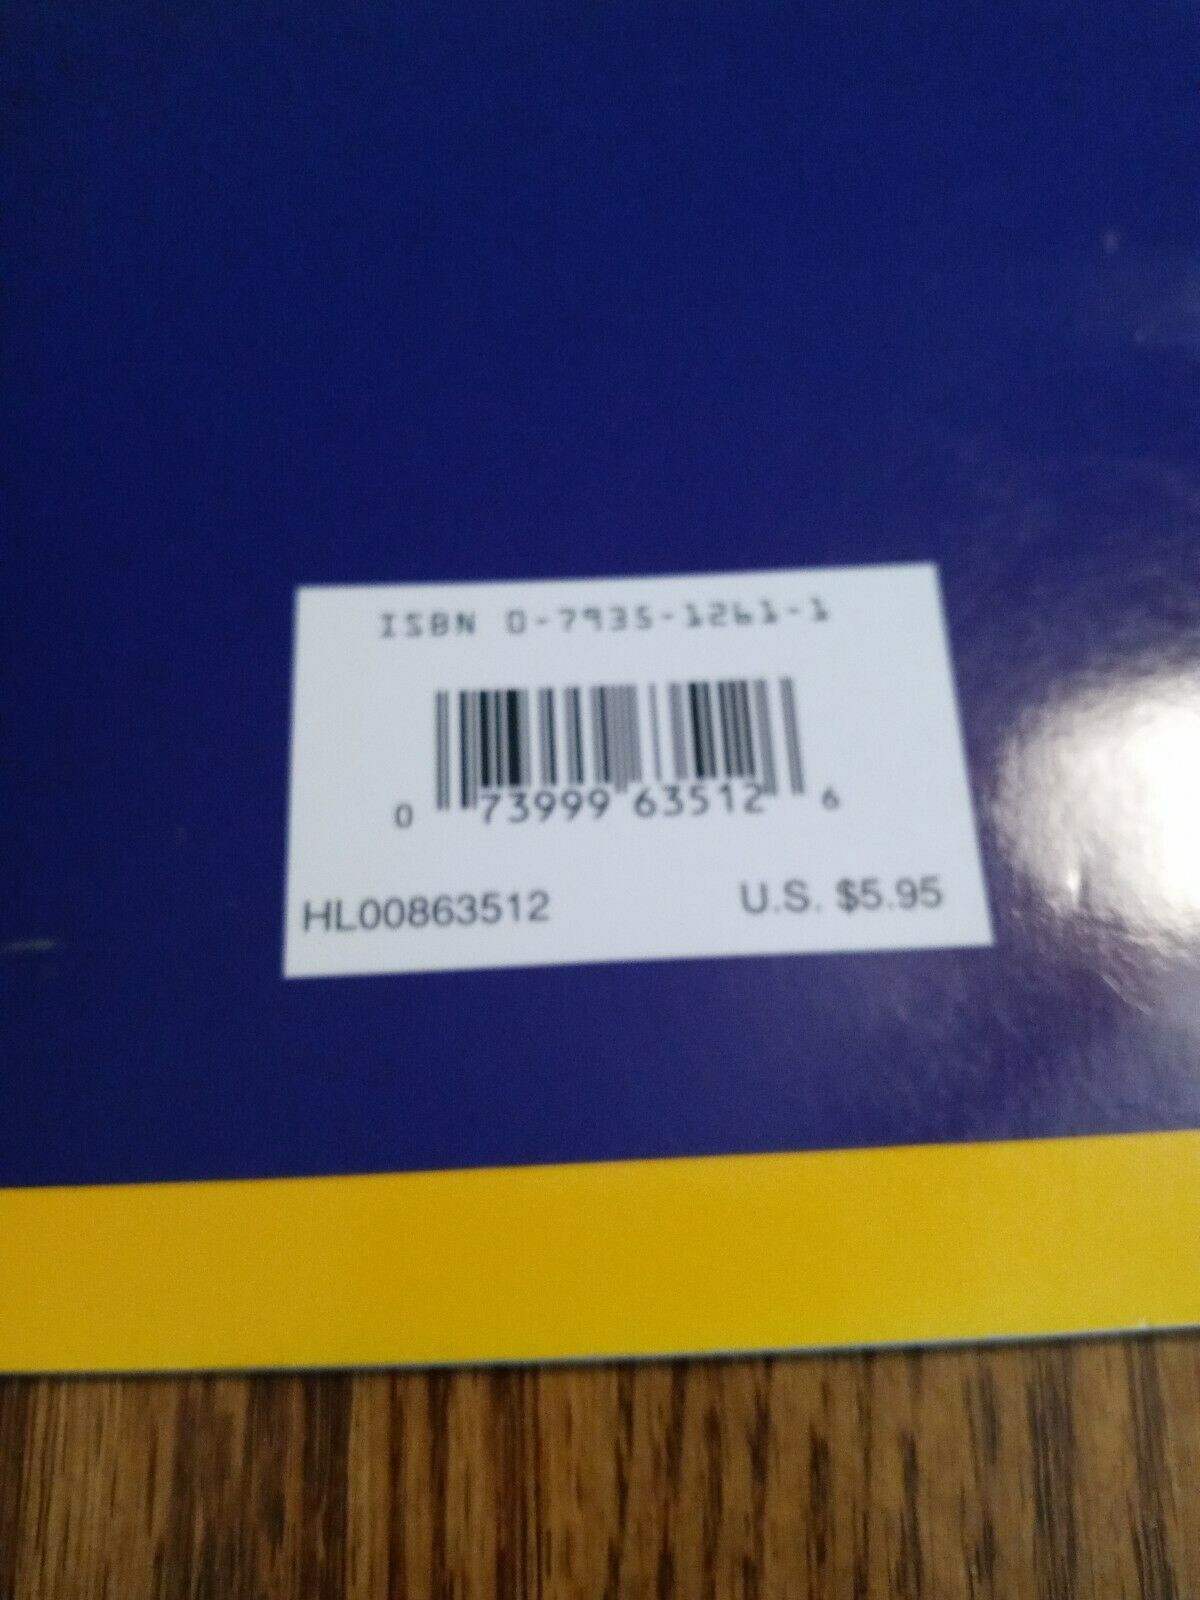 ISBN 0-7935-1261-1
0 73999 63512 6
HL00863512 U.S. $5.95